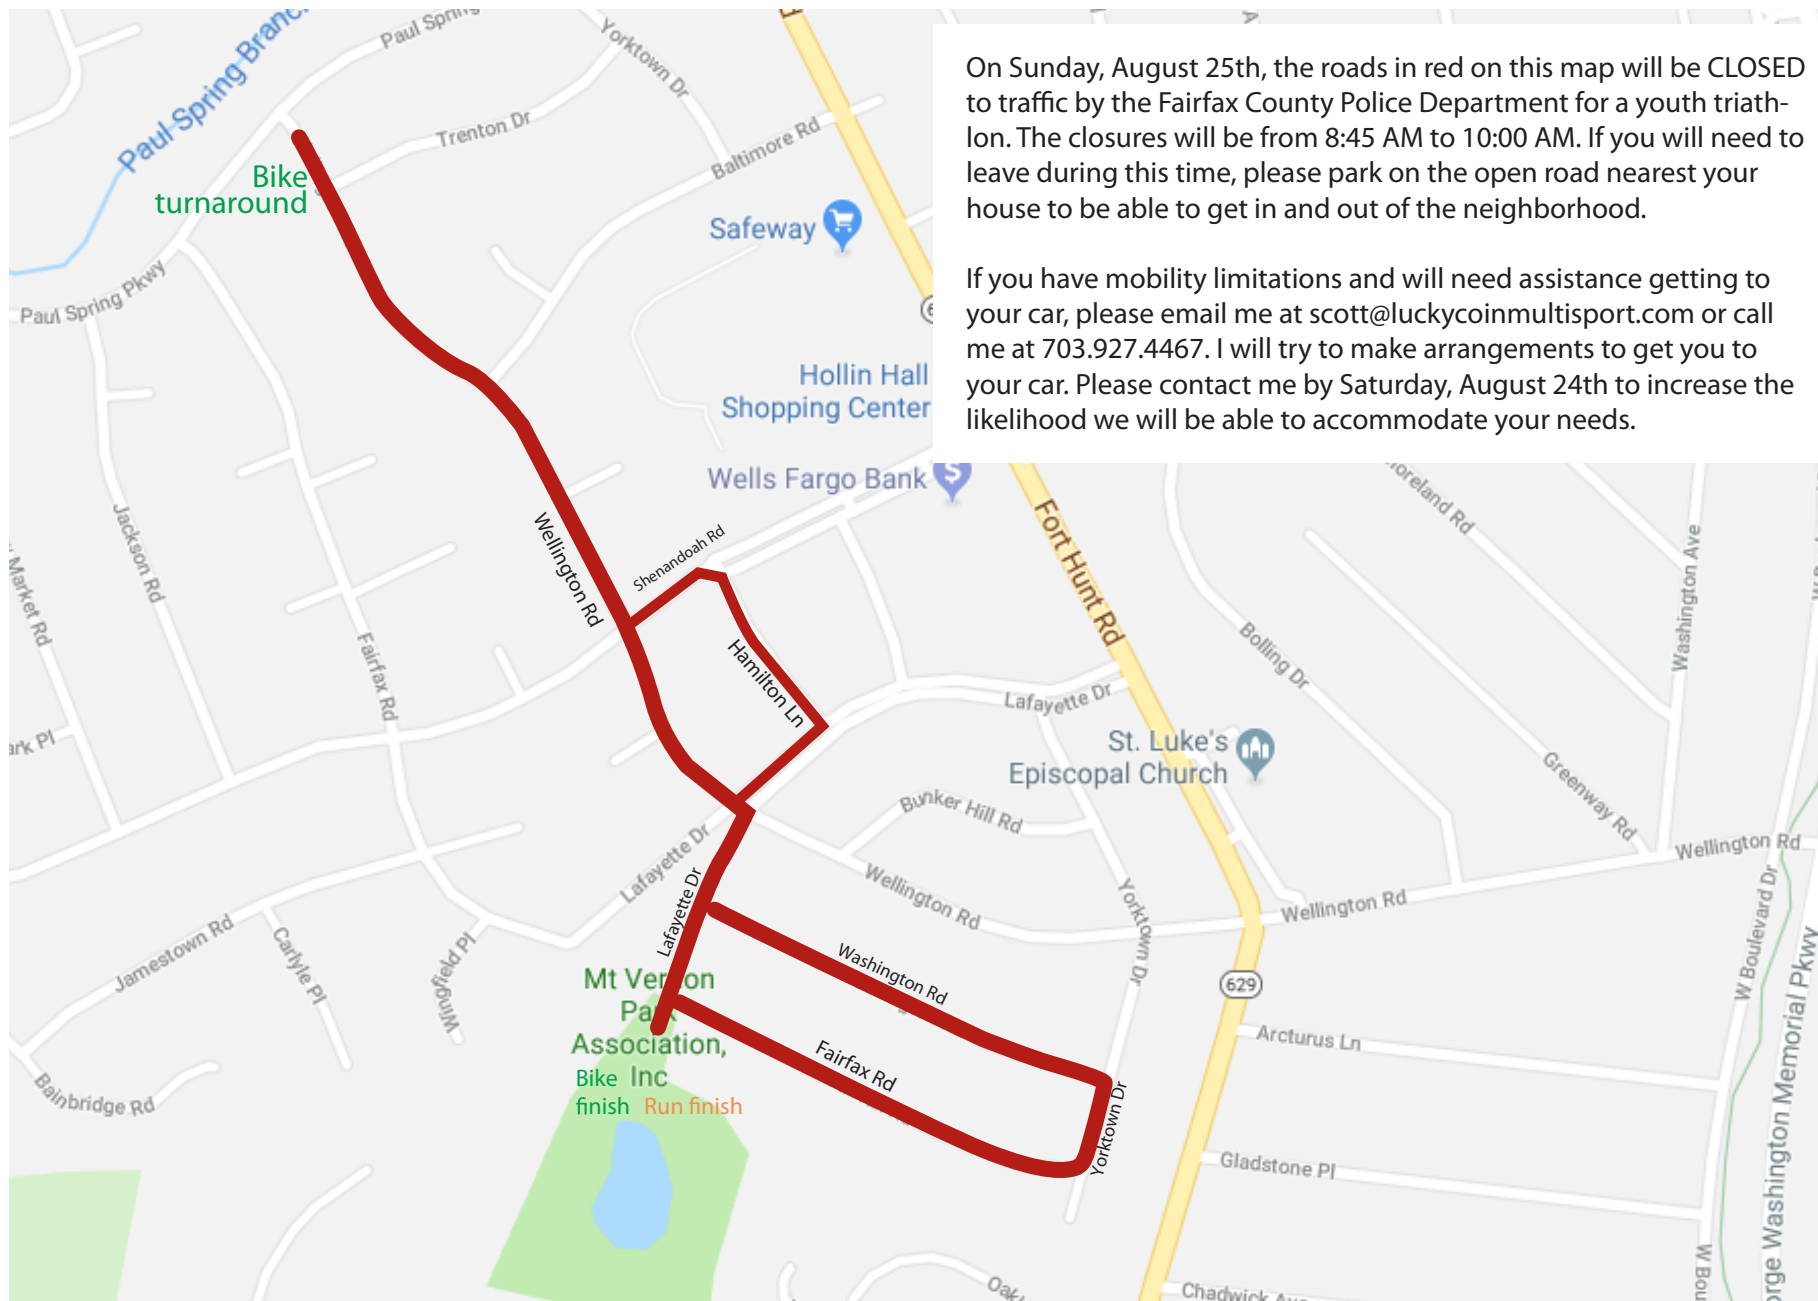 On Sunday, August 25th, the roads in red on this map will be CLOSED
to traffic by the Fairfax County Police Department for a youth triath-
lon. The closures will be from 8:45 AM to 10:00 AM. If you will need to
leave during this time, please park on the open road nearest your
house to be able to get in and out of the neighborhood.
If you have mobility limitations and will need assistance getting to
your car, please email me at scott@luckycoinmultisport.com or call
me at 703.927.4467. I will try to make arrangements to get you to
your car. Please contact me by Saturday, August 24th to increase the
likelihood we will be able to accommodate your needs.
Paul Spring Branch
Paul Spring
Yorktown Dr
Trenton Dr
Baltimore Rd
Bike
turnaround
Safeway
Paul Spring Pkwy
Hollin Hall
Shopping Center
Wells Fargo Bank
Jackson Rd
Market Rd
Wellington Rd
Shenandoah Rd
Fort Hunt Rd
oreland Rd
Washington Ave
Hamilton Ln
Fairfax Rd
Bolling Dr
Lafayette Dr
ark Pl
St. Luke's
Episcopal Church
Greenway Rd
Bunker Hill Rd
Wellington Rd
Lafayette Dr
Wellington Rd
Lafayette Dr
Yorktown Dr
Wellington Rd
W Boulevard Dr
Jamestown Rd
Carlyle Pl
Wingfield Pl
Washington Rd
Mt Vernon
Park
Association,
Inc
629
Arcturus Ln
Fairfax Rd
Bike
finish
Run finish
Bainbridge Rd
Yorktown Dr
Gladstone Pl
orge Washington Memorial Pkwy
W Bou
Oak
Chadwick Ave